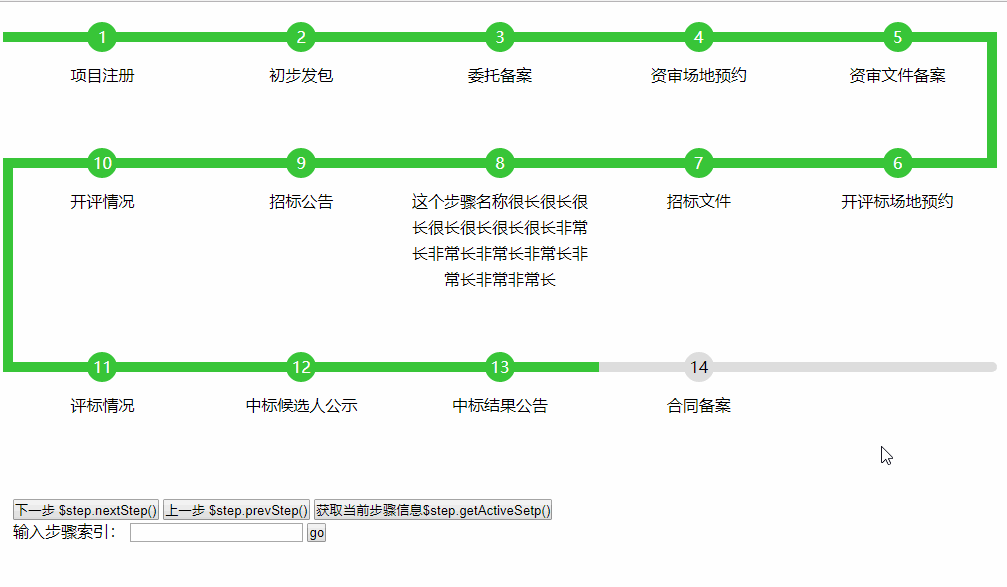 1 2 3 4 5
项目注册 初步发包 委托备案 资审场地预约 资审文件备案
10 9 8 7 6
开评情况 招标公告 这个步骤名称很长很长很 招标文件 开评标场地预约
长很长很长很长很长非常
长非常长非常长非常长非
常长非常非常长
11 12 13 14
评标情况 中标候选人公示 中标结果公告 合同备案
下一步 $step.nextStep() 上一步 $step.prevStep() 获取当前步骤信息$step.getActiveSetp()
输入步骤索引： go